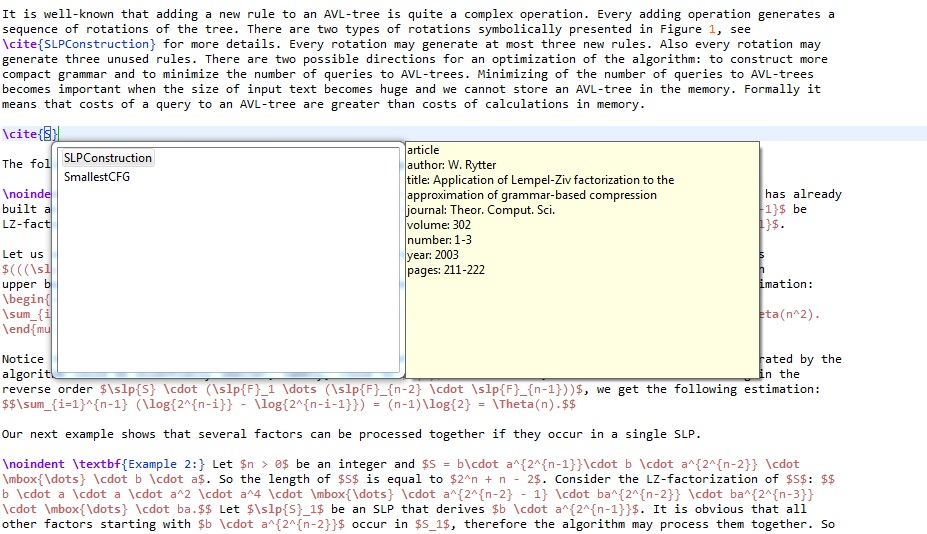 It is well-known that adding a new rule to an AVL-tree is quite a complex operation. Every adding operation generates a
sequence of rotations of the tree. There are two types of rotations symbolically presented in Figure 1, see
\cite{SLPConstruction} for more details. Every rotation may generate at most three new rules. Also every rotation may
generate three unused rules. There are two possible directions for an optimization of the algorithm: to construct more
compact grammar and to minimize the number of queries to AVL-trees. Minimizing of the number of queries to AVL-trees
becomes important when the size of input text becomes huge and we cannot store an AVL-tree in the memory. Formally it
means that costs of a query to an AVL-tree are greater than costs of calculations in memory.
\cite{S}
SLPConstruction
SmallestCFG
article
author: W. Rytter
title: Application of Lempel-Ziv factorization to the
approximation of grammar-based compression
journal: Theor. Comput. Sci.
volume: 302
number: 1-3
year: 2003
pages: 211-222
The fol
\noinde has already
built a -1}$ be
LZ-fact 1}$.
Let us s
$(((\sl
upper b imation:
\begin{
\sum_{i eta(n^2).
\end{mu
Notice rated by the
algorit in the
reverse order $\slp{S} \cdot (\slp{F}_1 \dots (\slp{F}_{n-2} \cdot \slp{F}_{n-1}))$, we get the following estimation:
$$\sum_{i=1}^{n-1} (\log{2^{n-i}} - \log{2^{n-i-1}}) = (n-1)\log{2} = \Theta(n).$$
Our next example shows that several factors can be processed together if they occur in a single SLP.
\noindent \textbf{Example 2:} Let $n > 0$ be an integer and $S = b\cdot a^{2^{n-1}}\cdot b \cdot a^{2^{n-2}} \cdot
\mbox{\dots} \cdot b \cdot a$. So the length of $S$ is equal to $2^n + n - 2$. Consider the LZ-factorization of $S$: $$
b \cdot a \cdot a \cdot a^2 \cdot a^4 \cdot \mbox{\dots} \cdot a^{2^{n-2} - 1} \cdot ba^{2^{n-2}} \cdot ba^{2^{n-3}}
\cdot \mbox{\dots} \cdot ba.$$ Let $\slp{S}_1$ be an SLP that derives $b \cdot a^{2^{n-1}}$. It is obvious that all
other factors starting with $b \cdot a^{2^{n-2}}$ occur in $S_1$, therefore the algorithm may process them together. So